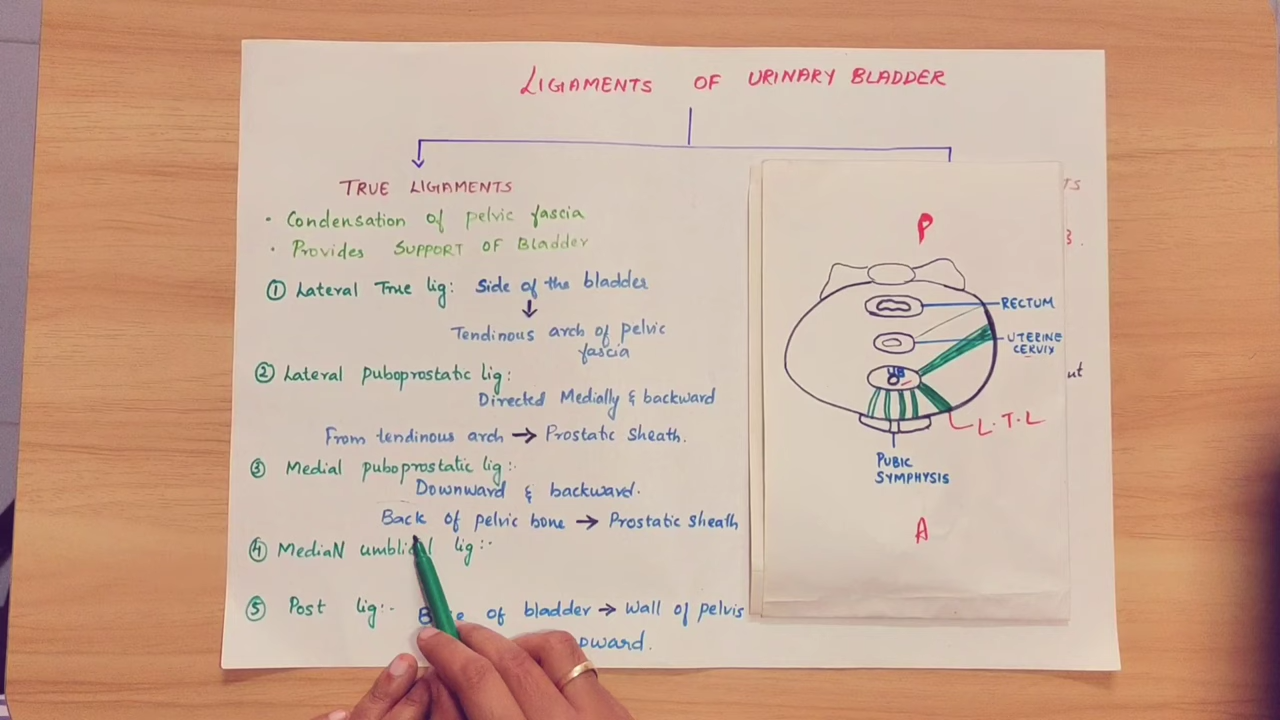 LIGAMENTS OF URINARY BLADDER
TRUE LIGAMENTS
• Condensation of pelvic fascia
• Provides SUPPORT OF Bladder
① Lateral True lig: Side of the bladder
↓
Tendinous arch of pelvic
fascia
② Lateral puboprostatic lig:
Directed Medially & backward
From tendinous arch → Prostatic Sheath.
③ Medial puboprostatic lig:-
Downward & backward.
Back of pelvic bone → Prostatic Sheath
④ MediaN lig:-
⑤ Post lig:- of bladder → Wall of pelvis
P
RECTUM
UTERINE
CERVIX
UB
L.T.L
PUBIC
SYMPHYSIS
A